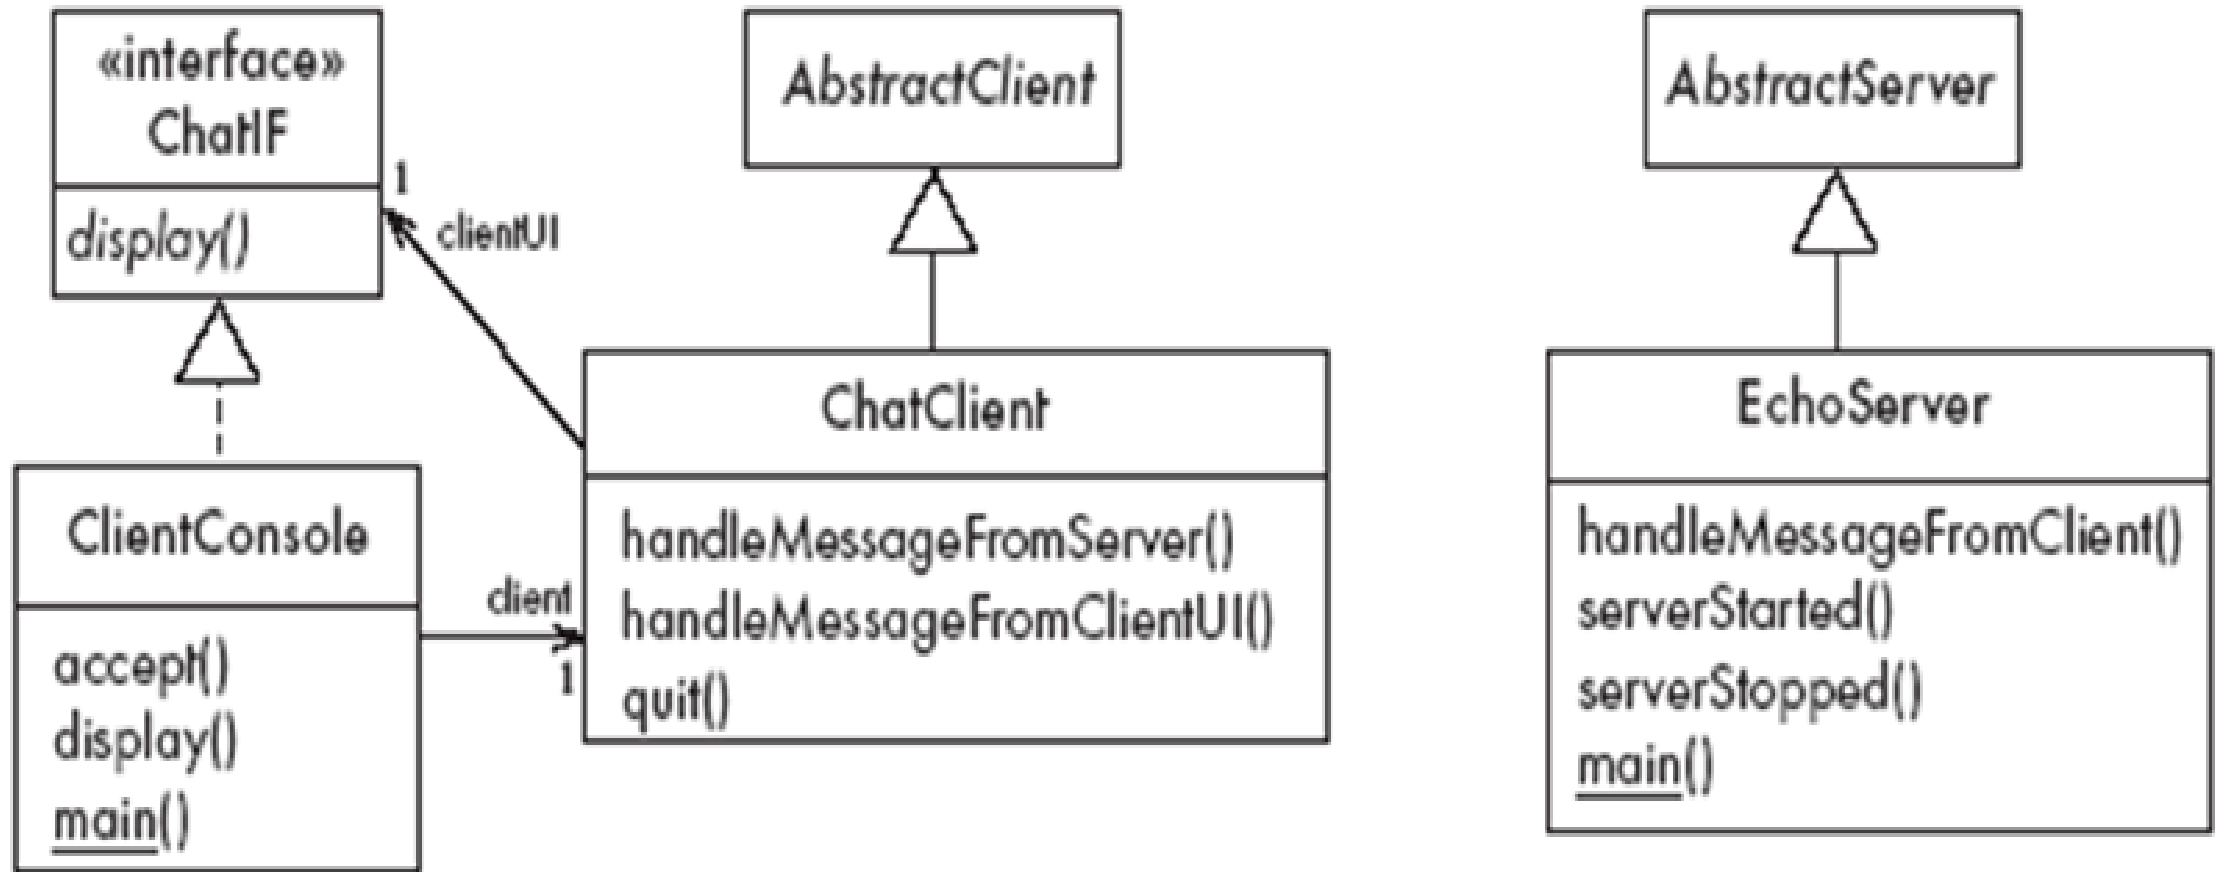 «interface»
ChatIF
display()
1
clientUI
AbstractClient
AbstractServer
ClientConsole
accept()
display()
main()
client
1
ChatClient
handleMessageFromServer()
handleMessageFromClientUI()
quit()
EchoServer
handleMessageFromClient()
serverStarted()
serverStopped()
main()